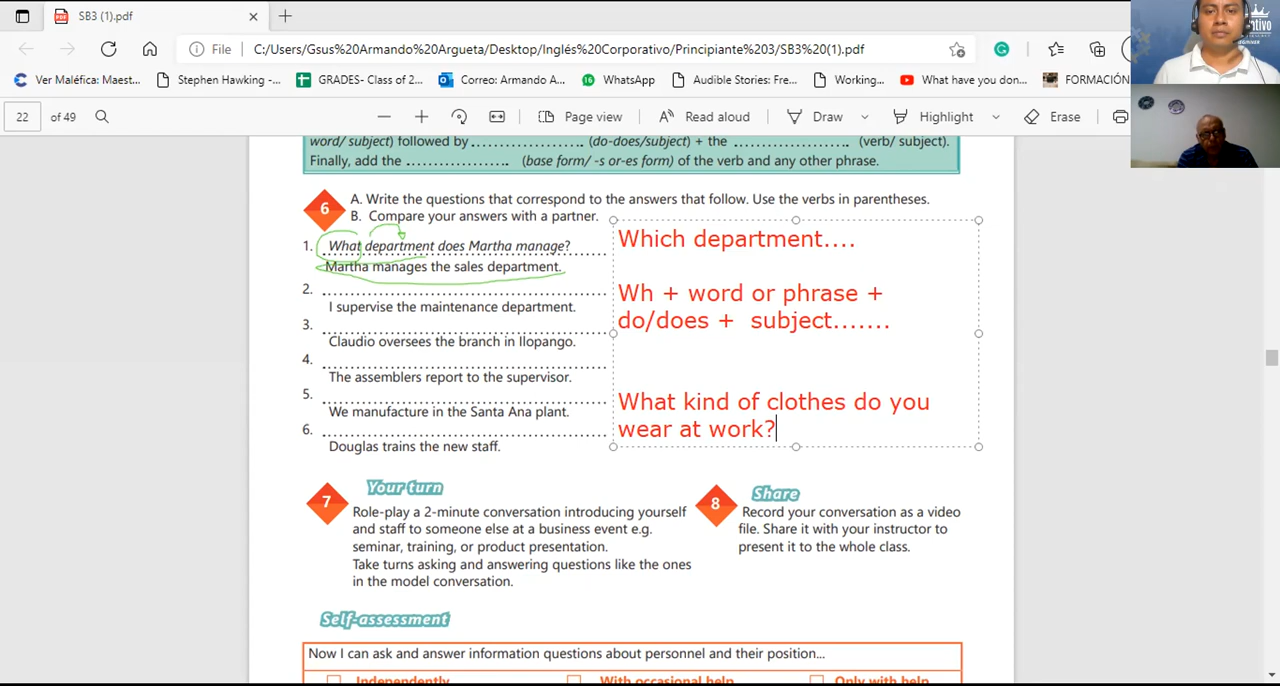 SB3 (1).pdf
File C:/Users/Gsus%20Armando%20Argueta/Desktop/Inglés%20Corporativo/Principiante%203/SB3%20(1).pdf
Ver Maléfica: Maest... Stephen Hawking -... GRADES- Class of 2... Correo: Armando A... WhatsApp Audible Stories: Fre... Working... What have you don... FORMACIÓN
22 of 49 Page view Read aloud Draw Highlight Erase
word/ subject) followed by (do-does/subject) + the (verb/ subject).
Finally, add the (base form/ -s or-es form) of the verb and any other phrase.
6 A. Write the questions that correspond to the answers that follow. Use the verbs in parentheses.
B. Compare your answers with a partner.
1. What department does Martha manage?
Martha manages the sales department.
2.
I supervise the maintenance department.
3.
Claudio oversees the branch in Ilopango.
4.
The assemblers report to the supervisor.
5.
We manufacture in the Santa Ana plant.
6.
Douglas trains the new staff.
Which department....
Wh + word or phrase +
do/does + subject.......
What kind of clothes do you
wear at work?
7 Your turn
Role-play a 2-minute conversation introducing yourself
and staff to someone else at a business event e.g.
seminar, training, or product presentation.
Take turns asking and answering questions like the ones
in the model conversation.
8 Share
Record your conversation as a video
file. Share it with your instructor to
present it to the whole class.
Self-assessment
Now I can ask and answer information questions about personnel and their position...
Independently With occasional help Only with help